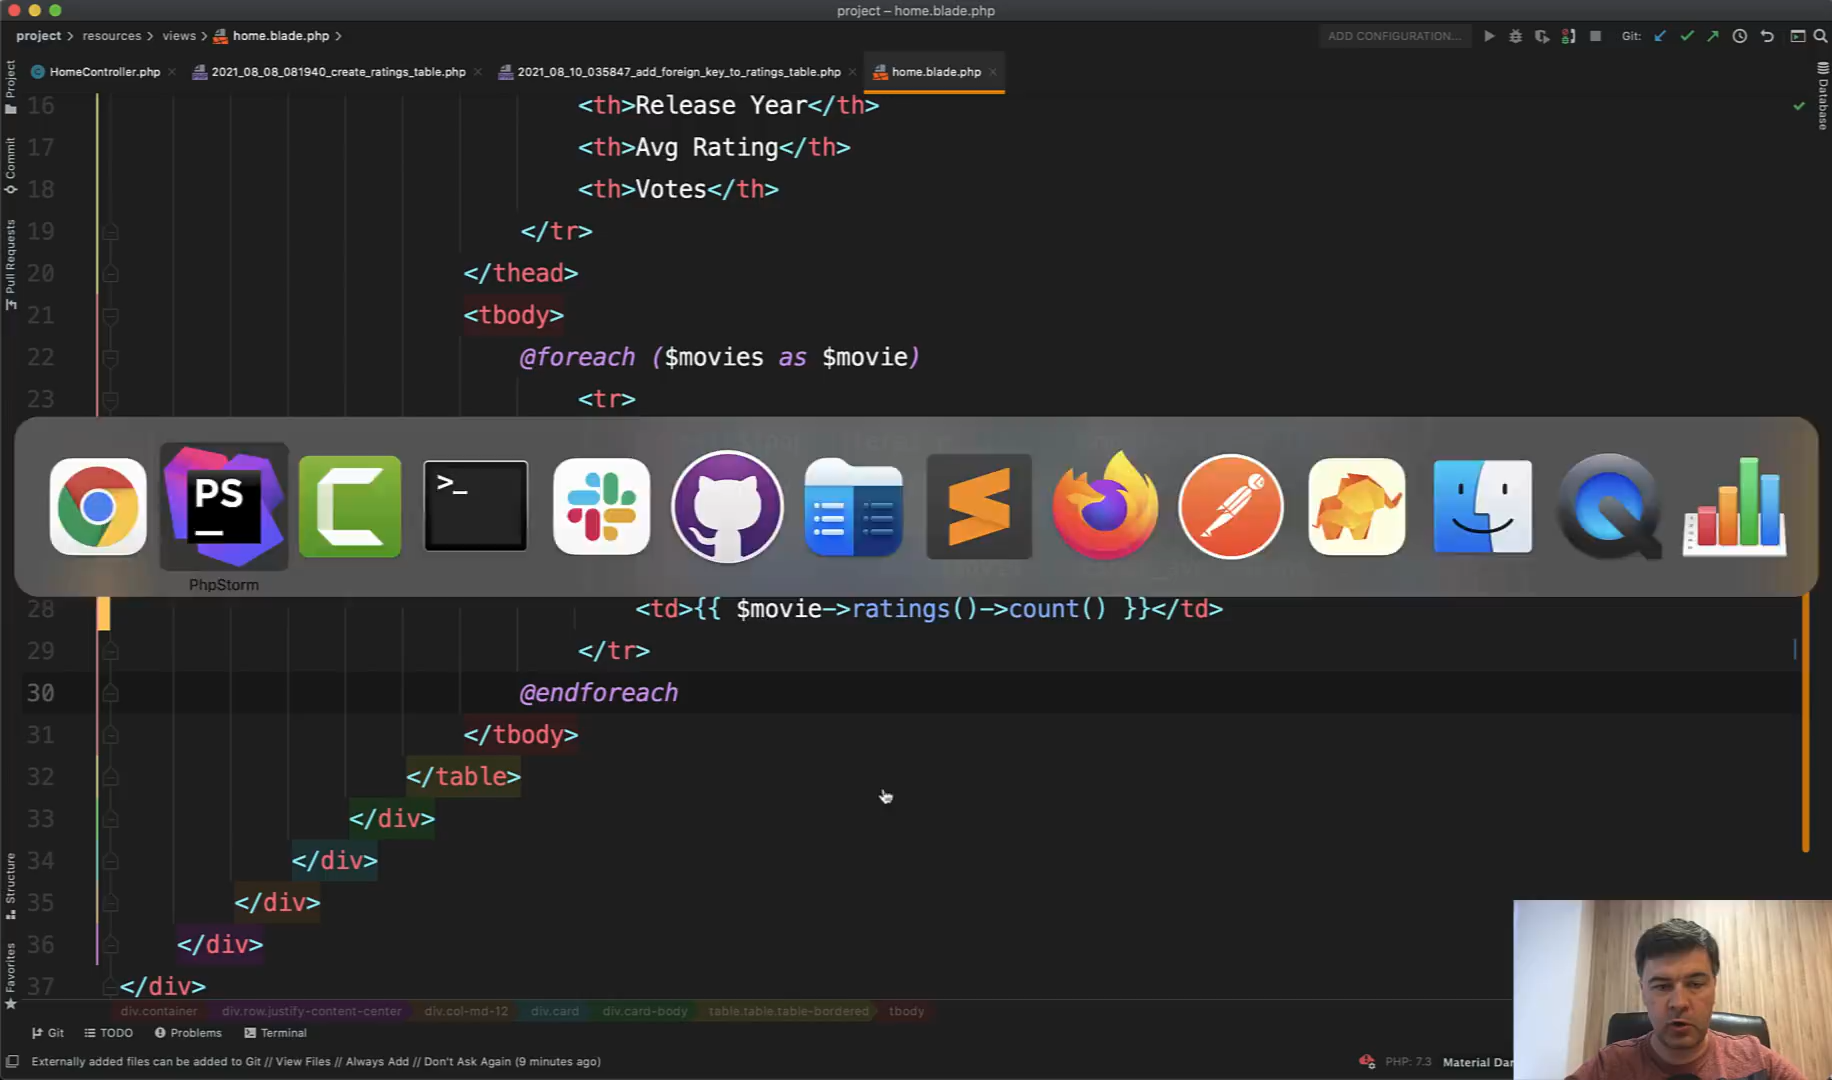 project – home.blade.php
project > resources > views > home.blade.php >
ADD CONFIGURATION...
Git:
HomeController.php
2021_08_08_081940_create_ratings_table.php
2021_08_10_035847_add_foreign_key_to_ratings_table.php
home.blade.php
Project
Commit
Pull Requests
Structure
Favorites
Database
16 <th>Release Year</th>
17 <th>Avg Rating</th>
18 <th>Votes</th>
19 </tr>
20 </thead>
21 <tbody>
22 @foreach ($movies as $movie)
23 <tr>
PS
>_
PhpStorm
28 <td>{{ $movie->ratings()->count() }}</td>
29 </tr>
30 @endforeach
31 </tbody>
32 </table>
33 </div>
34 </div>
35 </div>
36 </div>
37 </div>
div.container div.row.justify-content-center div.col-md-12 div.card div.card-body table.table.table-bordered tbody
Git TODO Problems Terminal
Externally added files can be added to Git // View Files // Always Add // Don't Ask Again (9 minutes ago)
PHP: 7.3 Material Dar